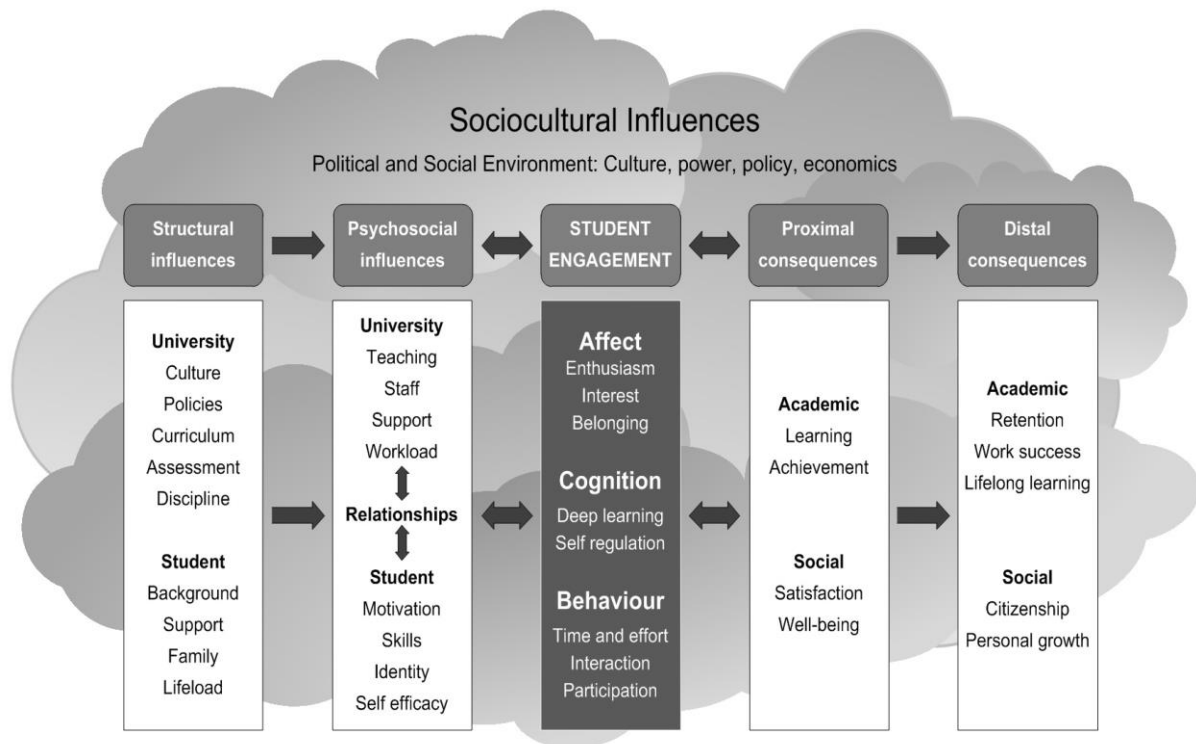 Sociocultural Influences
Political and Social Environment: Culture, power, policy, economics
Structural
influences
Psychosocial
influences
STUDENT
ENGAGEMENT
Proximal
consequences
Distal
consequences
University
Culture
Policies
Curriculum
Assessment
Discipline
Student
Background
Support
Family
Lifeload
University
Teaching
Staff
Support
Workload
Relationships
Student
Motivation
Skills
Identity
Self efficacy
Affect
Enthusiasm
Interest
Belonging
Cognition
Deep learning
Self regulation
Behaviour
Time and effort
Interaction
Participation
Academic
Learning
Achievement
Social
Satisfaction
Well-being
Academic
Retention
Work success
Lifelong learning
Social
Citizenship
Personal growth